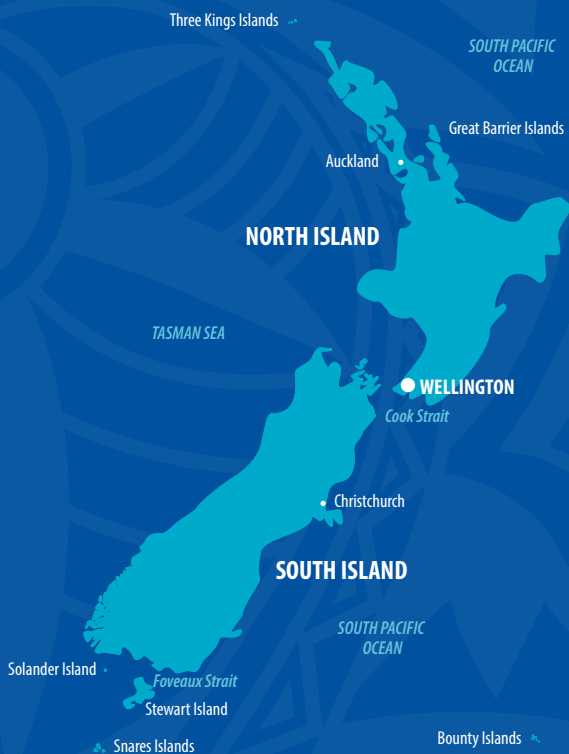 Three Kings Islands
SOUTH PACIFIC
OCEAN
Great Barrier Islands
Auckland
NORTH ISLAND
TASMAN SEA
WELLINGTON
Cook Strait
Christchurch
SOUTH ISLAND
SOUTH PACIFIC
OCEAN
Solander Island
Foveaux Strait
Stewart Island
Bounty Islands
Snares Islands